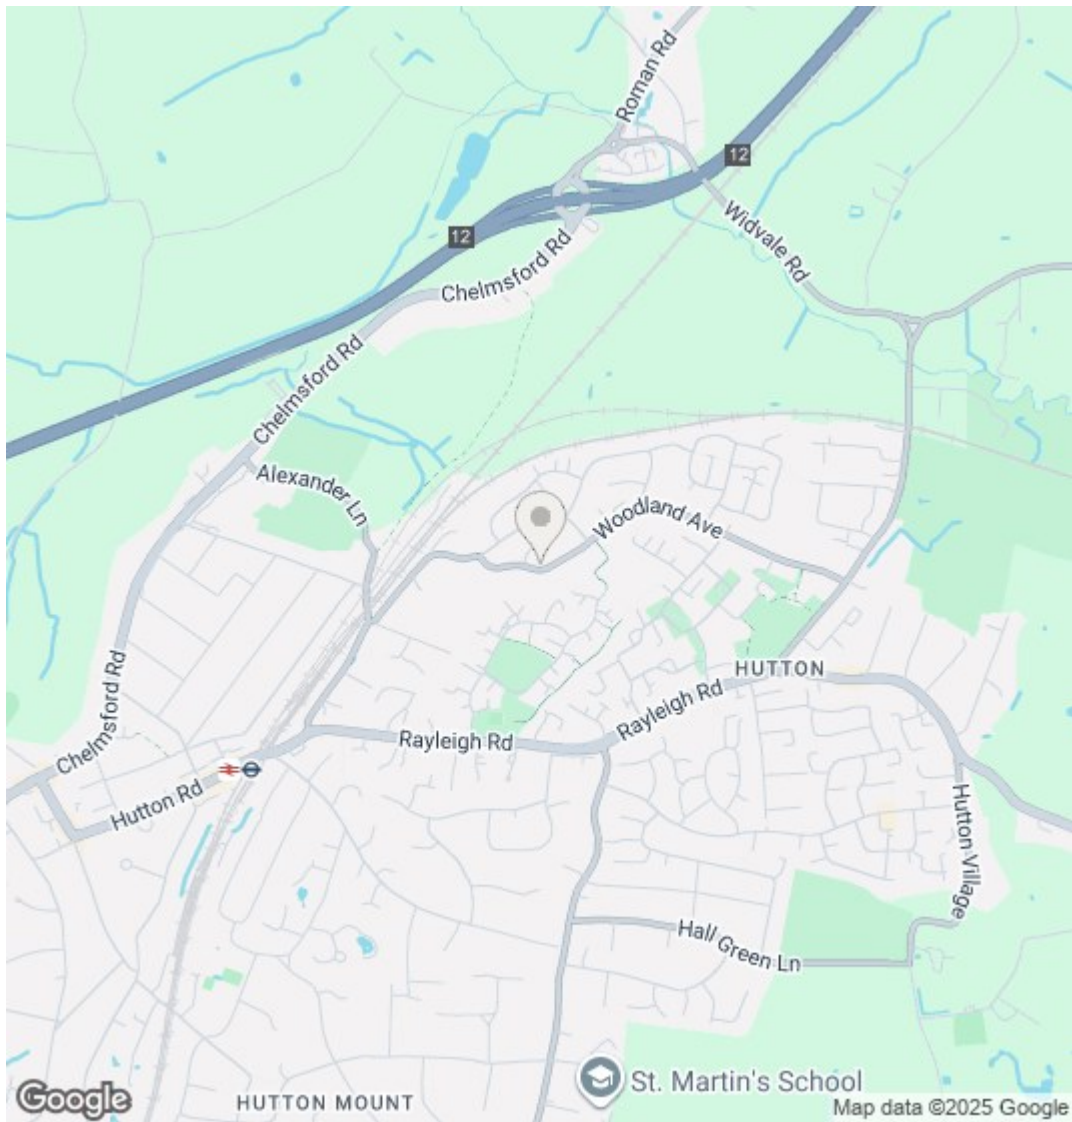 Roman Rd
12
12
Widvale Rd
Chelmsford Rd
Chelmsford Rd
Alexander Ln
Woodland Ave
Chelmsford Rd
HUTTON
Rayleigh Rd
Rayleigh Rd
Hutton Rd
Hutton Village
Hall Green Ln
St. Martin's School
HUTTON MOUNT
Google
Map data ©2025 Google